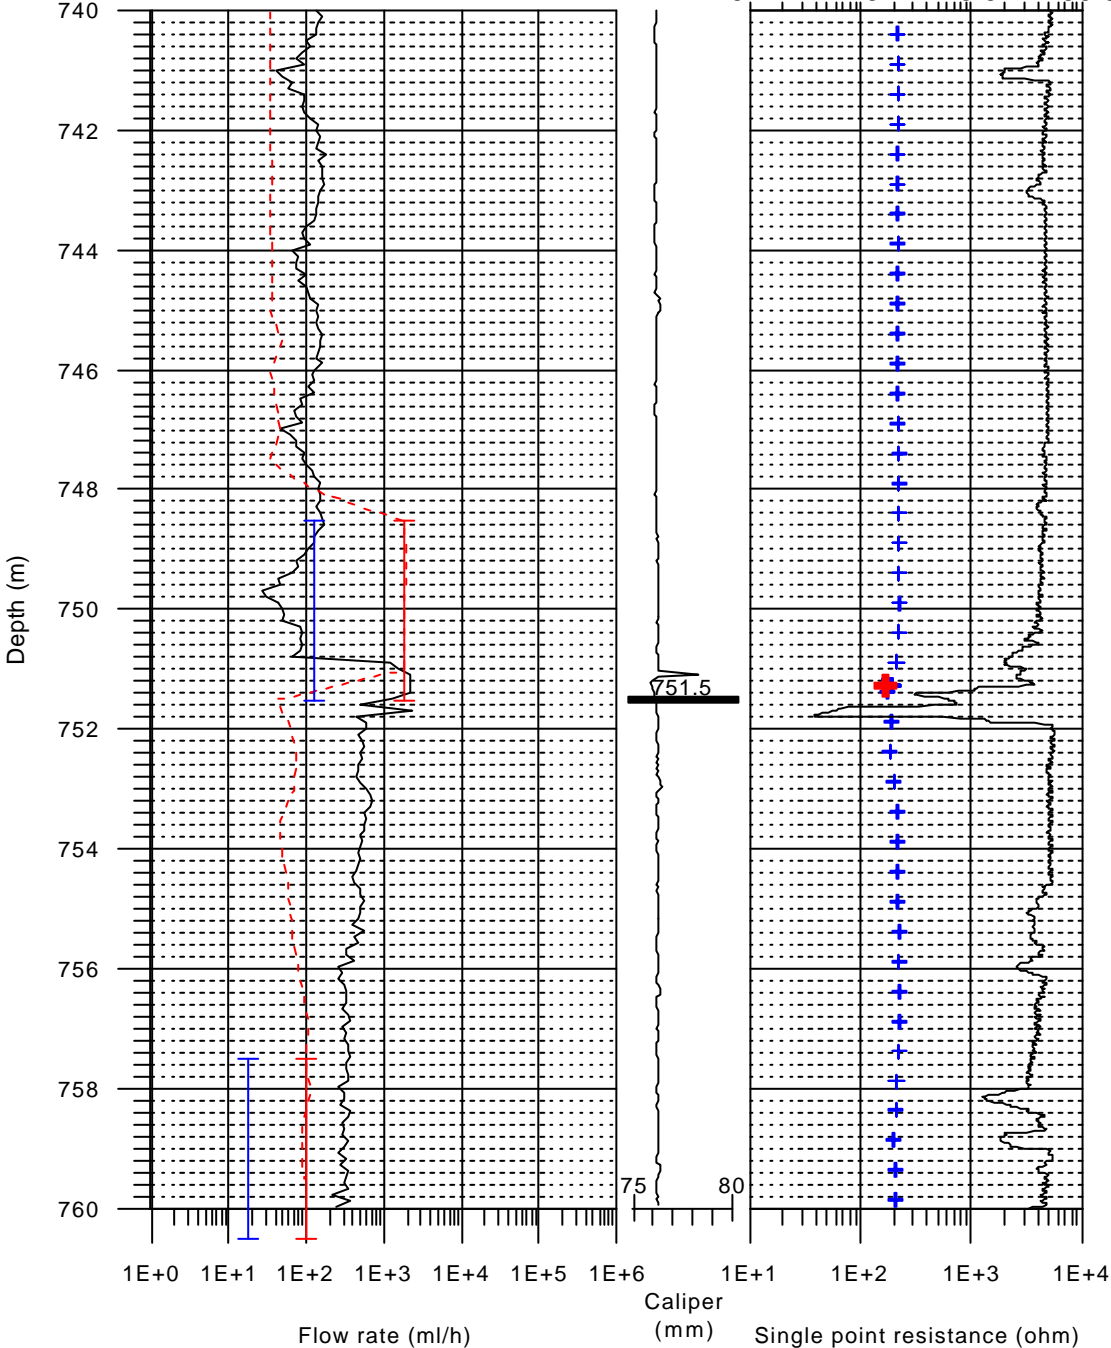 740
742
744
746
748
750
752
754
756
758
760
Depth (m)
751.5
75 80
1E+0 1E+1 1E+2 1E+3 1E+4 1E+5 1E+6
1E+1 1E+2 1E+3 1E+4
Flow rate (ml/h)
Caliper
(mm)
Single point resistance (ohm)